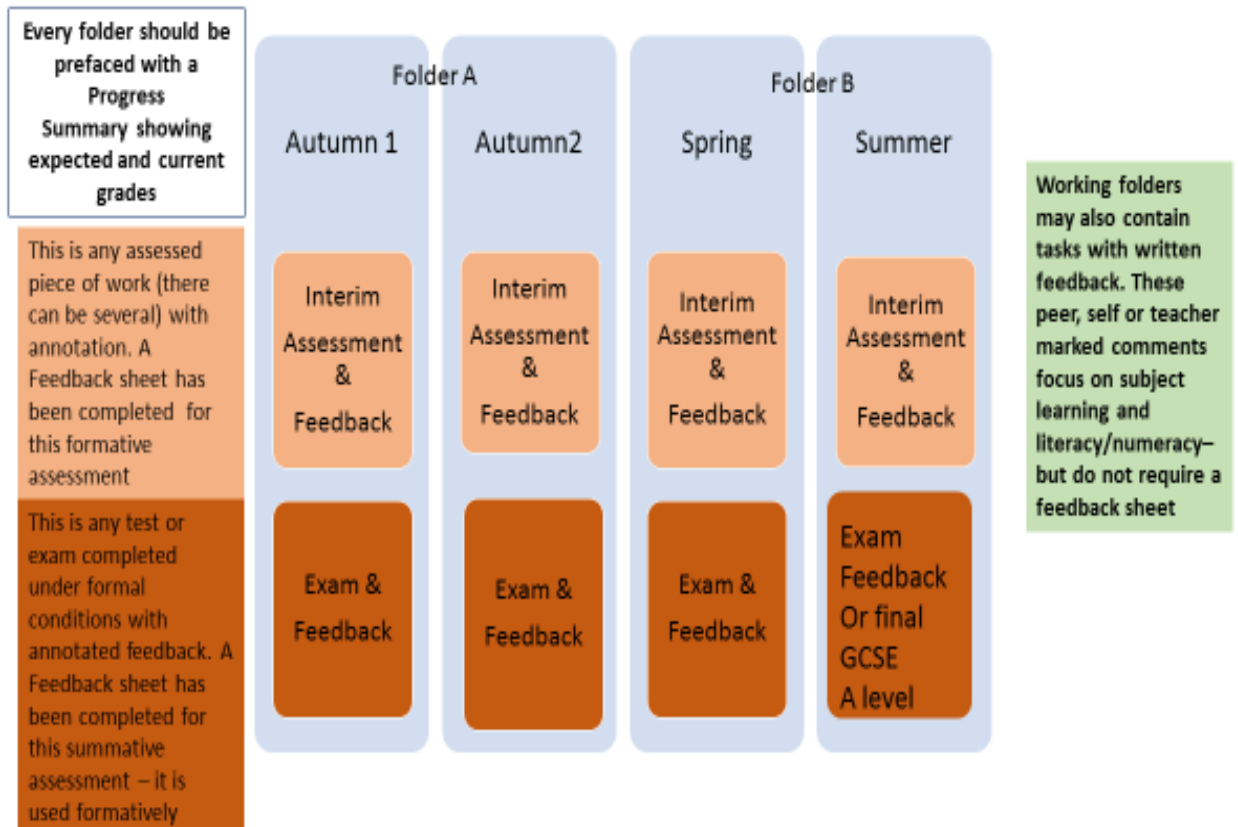 Every folder should be
prefaced with a
Progress
Summary showing
expected and current
grades
This is any assessed
piece of work (there
can be several) with
annotation. A
Feedback sheet has
been completed for
this formative
assessment
This is any test or
exam completed
under formal
conditions with
annotated feedback. A
Feedback sheet has
been completed for
this summative
assessment – it is
used formatively
Folder A
Autumn 1
Interim
Assessment
&
Feedback
Exam &
Feedback
Autumn2
Interim
Assessment
&
Feedback
Exam &
Feedback
Folder B
Spring
Interim
Assessment
&
Feedback
Exam &
Feedback
Summer
Interim
Assessment
&
Feedback
Exam
Feedback
Or final
GCSE
A level
Working folders
may also contain
tasks with written
feedback. These
peer, self or teacher
marked comments
focus on subject
learning and
literacy/numeracy–
but do not require a
feedback sheet